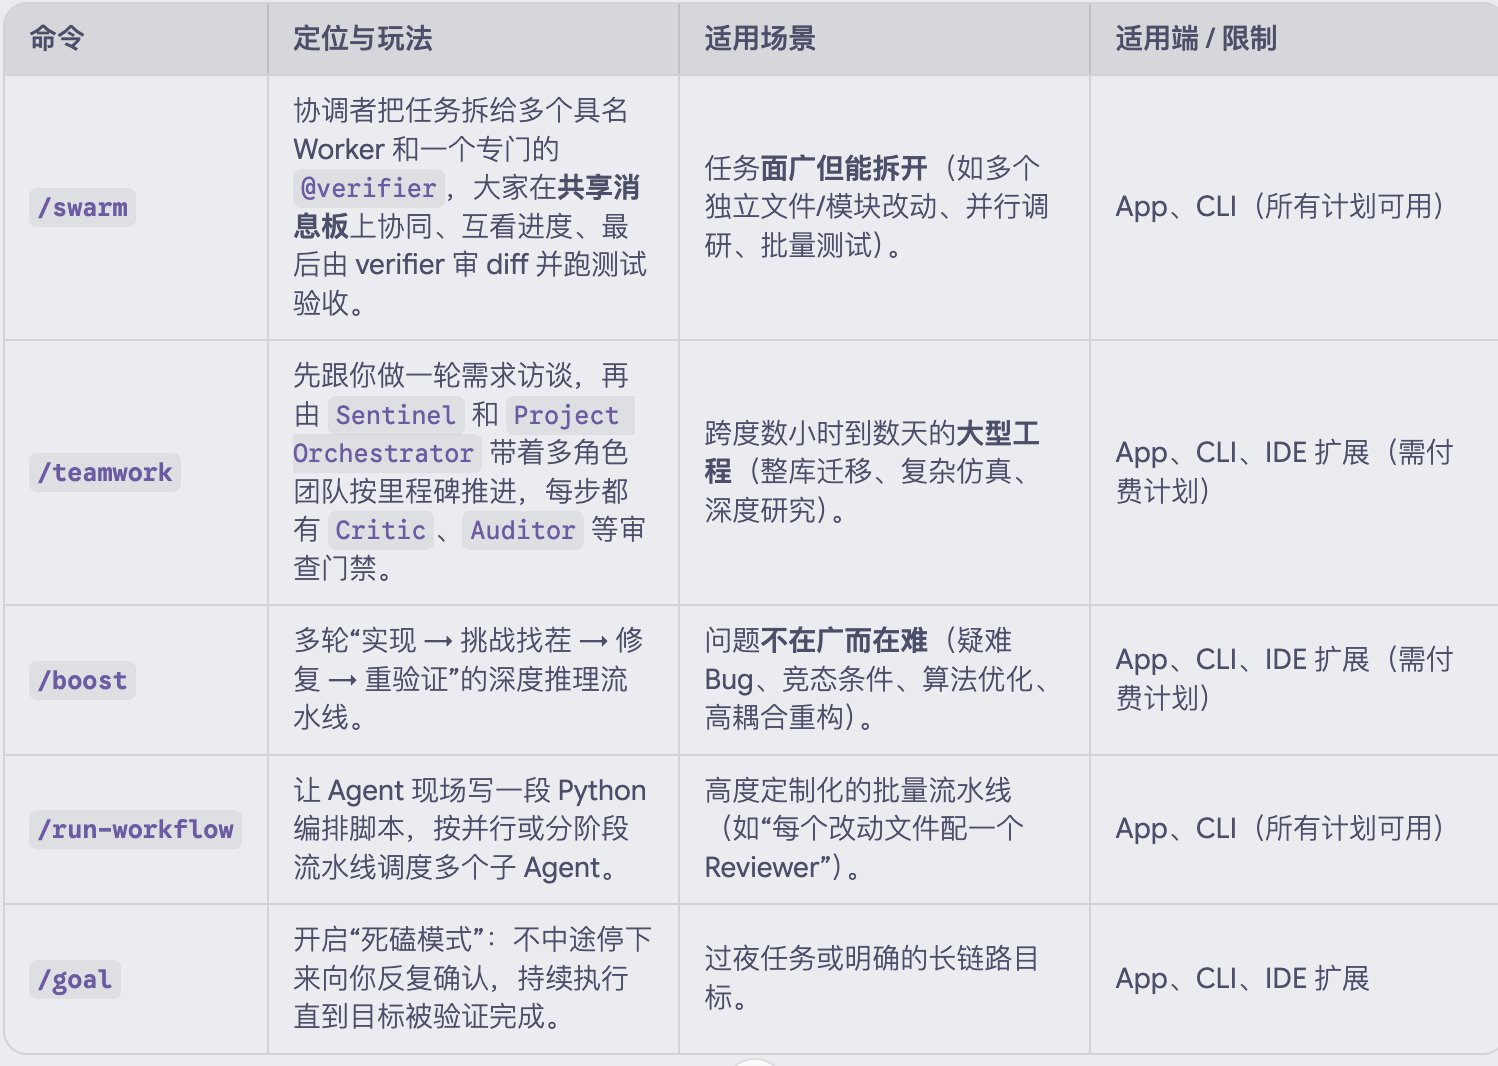 命令
定位与玩法
适用场景
适用端 / 限制
/swarm
协调者把任务拆给多个具名
Worker 和一个专门的
@verifier，大家在共享消
息板上协同、互看进度、最
后由 verifier 审 diff 并跑测试
验收。
任务面广但能拆开（如多个
独立文件/模块改动、并行调
研、批量测试）。
App、CLI（所有计划可用）
/teamwork
先跟你做一轮需求访谈，再
由 Sentinel 和 Project
Orchestrator 带着多角色
团队按里程碑推进，每步都
有 Critic 、 Auditor 等审
查门禁。
跨度数小时到数天的大型工
程（整库迁移、复杂仿真、
深度研究）。
App、CLI、IDE 扩展（需付
费计划）
/boost
多轮“实现 → 挑战找茬 → 修
复 → 重验证”的深度推理流
水线。
问题不在广而在难（疑难
Bug、竞态条件、算法优化、
高耦合重构）。
App、CLI、IDE 扩展（需付
费计划）
/run-workflow
让 Agent 现场写一段 Python
编排脚本，按并行或分阶段
流水线调度多个子 Agent。
高度定制化的批量流水线
（如“每个改动文件配一个
Reviewer”）。
App、CLI（所有计划可用）
/goal
开启“死磕模式”：不中途停下
来向你反复确认，持续执行
直到目标被验证完成。
过夜任务或明确的长链路目
标。
App、CLI、IDE 扩展